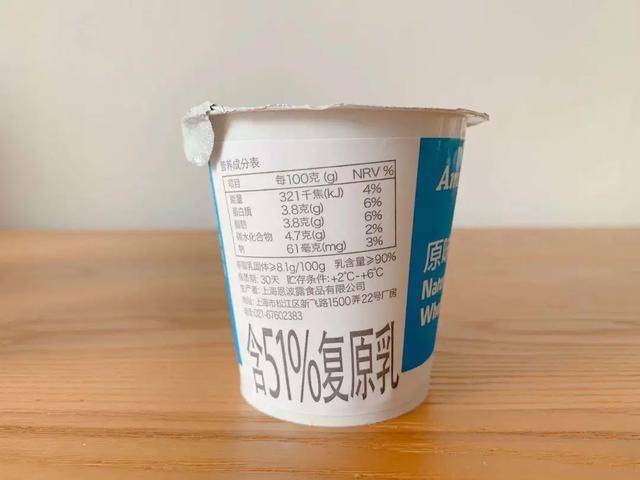 营养成分表
项目 每100克(g) NRV %
能量 321千焦(kJ) 4%
蛋白质 3.8克(g) 6%
脂肪 3.8克(g) 6%
碳水化合物 4.7克(g) 2%
钙 61毫克(mg) 3%
非脂乳固体≥8.1g/100g 乳含量≥90%
保质期: 30天 贮存条件:+2℃-+6℃
生产者:上海恩波露食品有限公司
地址:上海市松江区新飞路1500弄22号厂房
电话:021-67602383
含51%复原乳
原